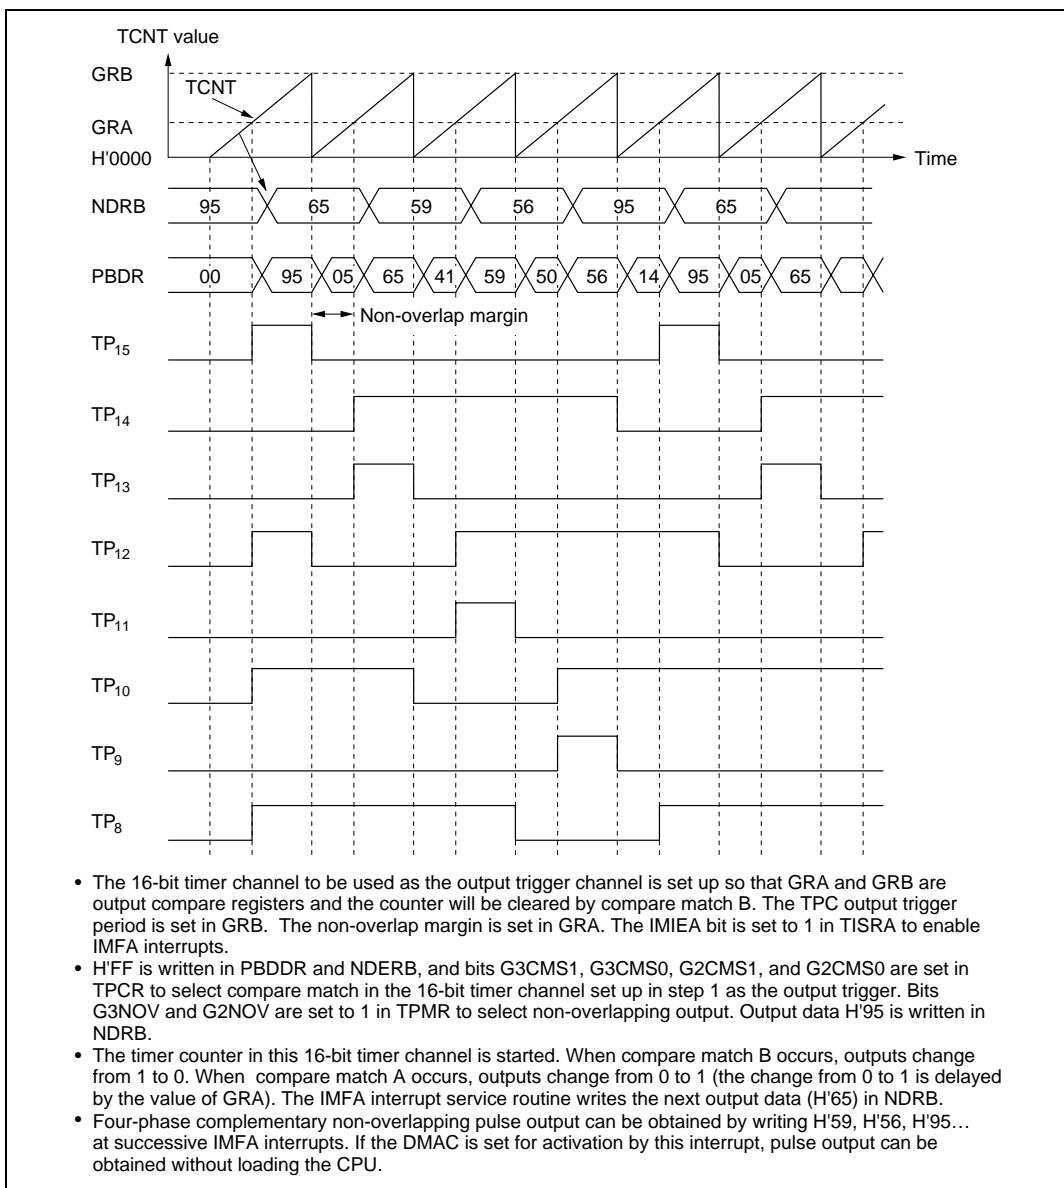 TCNT value
GRB
TCNT
GRA
H'0000
Time
NDRB
95 65 59 56 95 65
PBDR
00 95 05 65 41 59 50 56 14 95 05 65
Non-overlap margin
TP15
TP14
TP13
TP12
TP11
TP10
TP9
TP8
• The 16-bit timer channel to be used as the output trigger channel is set up so that GRA and GRB are
output compare registers and the counter will be cleared by compare match B. The TPC output trigger
period is set in GRB. The non-overlap margin is set in GRA. The IMIEA bit is set to 1 in TISRA to enable
IMFA interrupts.
• H'FF is written in PBDDR and NDERB, and bits G3CMS1, G3CMS0, G2CMS1, and G2CMS0 are set in
TPCR to select compare match in the 16-bit timer channel set up in step 1 as the output trigger. Bits
G3NOV and G2NOV are set to 1 in TPMR to select non-overlapping output. Output data H'95 is written in
NDRB.
• The timer counter in this 16-bit timer channel is started. When compare match B occurs, outputs change
from 1 to 0. When compare match A occurs, outputs change from 0 to 1 (the change from 0 to 1 is delayed
by the value of GRA). The IMFA interrupt service routine writes the next output data (H'65) in NDRB.
• Four-phase complementary non-overlapping pulse output can be obtained by writing H'59, H'56, H'95…
at successive IMFA interrupts. If the DMAC is set for activation by this interrupt, pulse output can be
obtained without loading the CPU.